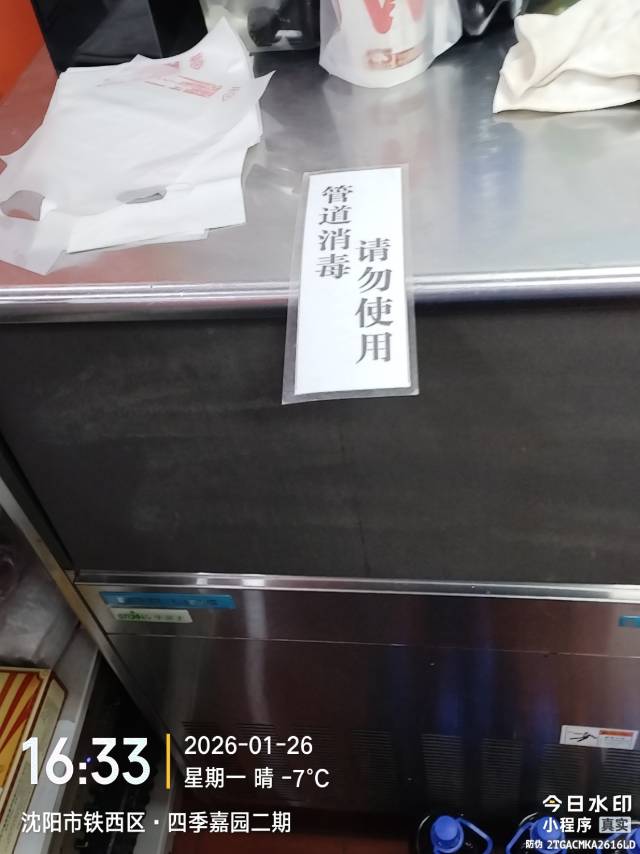 管道消毒
请勿使用
16:33
2026-01-26
星期一 晴 -7℃
沈阳市铁西区·四季嘉园二期
今日水印
小程序 真实
防伪 2TGACMKA2616LD